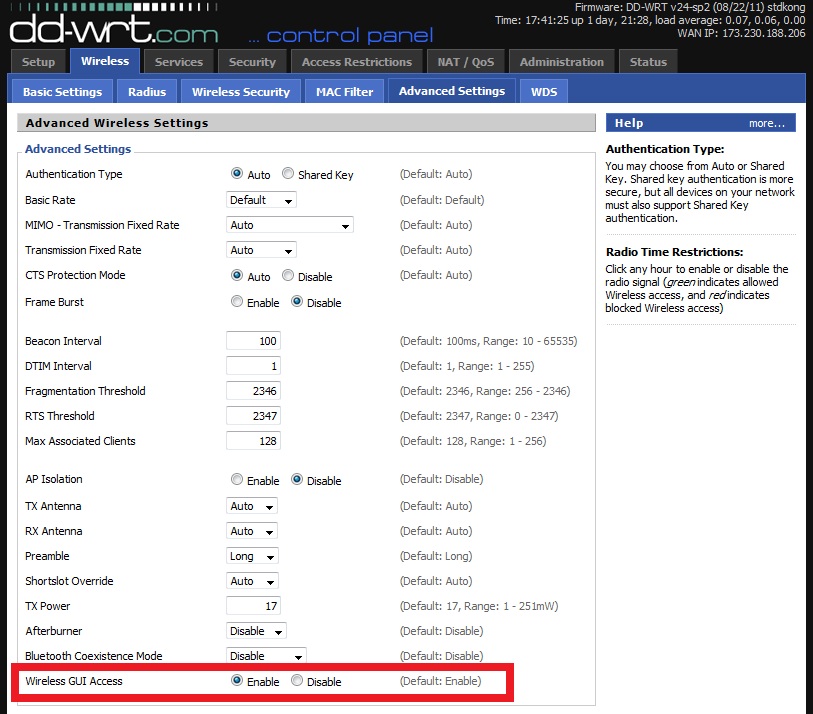 Firmware: DD-WRT v24-sp2 (08/22/11) stdkong
Time: 17:41:25 up 1 day, 21:28, load average: 0.07, 0.06, 0.00
WAN IP: 173.230.188.206
dd-wrt.com ... control panel
Setup Wireless Services Security Access Restrictions NAT / QoS Administration Status
Basic Settings Radius Wireless Security MAC Filter Advanced Settings WDS
Advanced Wireless Settings
Advanced Settings
Authentication Type Auto Shared Key (Default: Auto)
Basic Rate Default (Default: Default)
MIMO - Transmission Fixed Rate Auto (Default: Auto)
Transmission Fixed Rate Auto (Default: Auto)
CTS Protection Mode Auto Disable (Default: Auto)
Frame Burst Enable Disable (Default: Disable)
Beacon Interval 100 (Default: 100ms, Range: 10 - 65535)
DTIM Interval 1 (Default: 1, Range: 1 - 255)
Fragmentation Threshold 2346 (Default: 2346, Range: 256 - 2346)
RTS Threshold 2347 (Default: 2347, Range: 0 - 2347)
Max Associated Clients 128 (Default: 128, Range: 1 - 256)
AP Isolation Enable Disable (Default: Disable)
TX Antenna Auto (Default: Auto)
RX Antenna Auto (Default: Auto)
Preamble Long (Default: Long)
Shortslot Override Auto (Default: Auto)
TX Power 17 (Default: 17, Range: 1 - 251mW)
Afterburner Disable (Default: Disable)
Bluetooth Coexistence Mode Disable (Default: Disable)
Wireless GUI Access Enable Disable (Default: Enable)
Help more...
Authentication Type:
You may choose from Auto or Shared
Key. Shared key authentication is more
secure, but all devices on your network
must also support Shared Key
authentication.
Radio Time Restrictions:
Click any hour to enable or disable the
radio signal (green indicates allowed
Wireless access, and red indicates
blocked Wireless access)